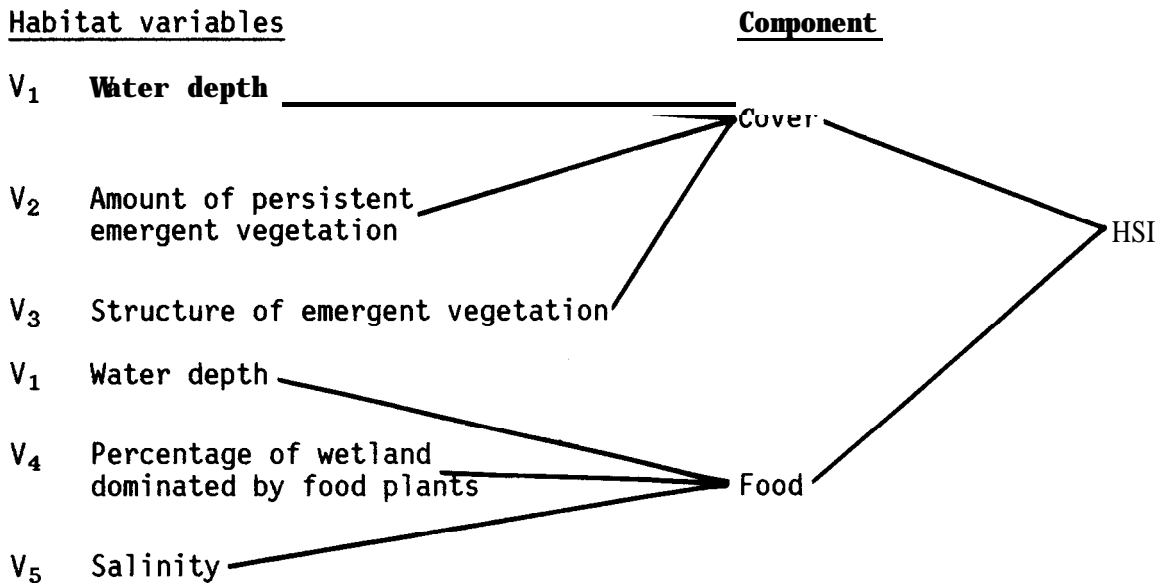 Habitat variables Component
V₁ Water depth
Cover
V₂ Amount of persistent
emergent vegetation
HSI
V₃ Structure of emergent vegetation
V₁ Water depth
V₄ Percentage of wetland
dominated by food plants
Food
V₅ Salinity